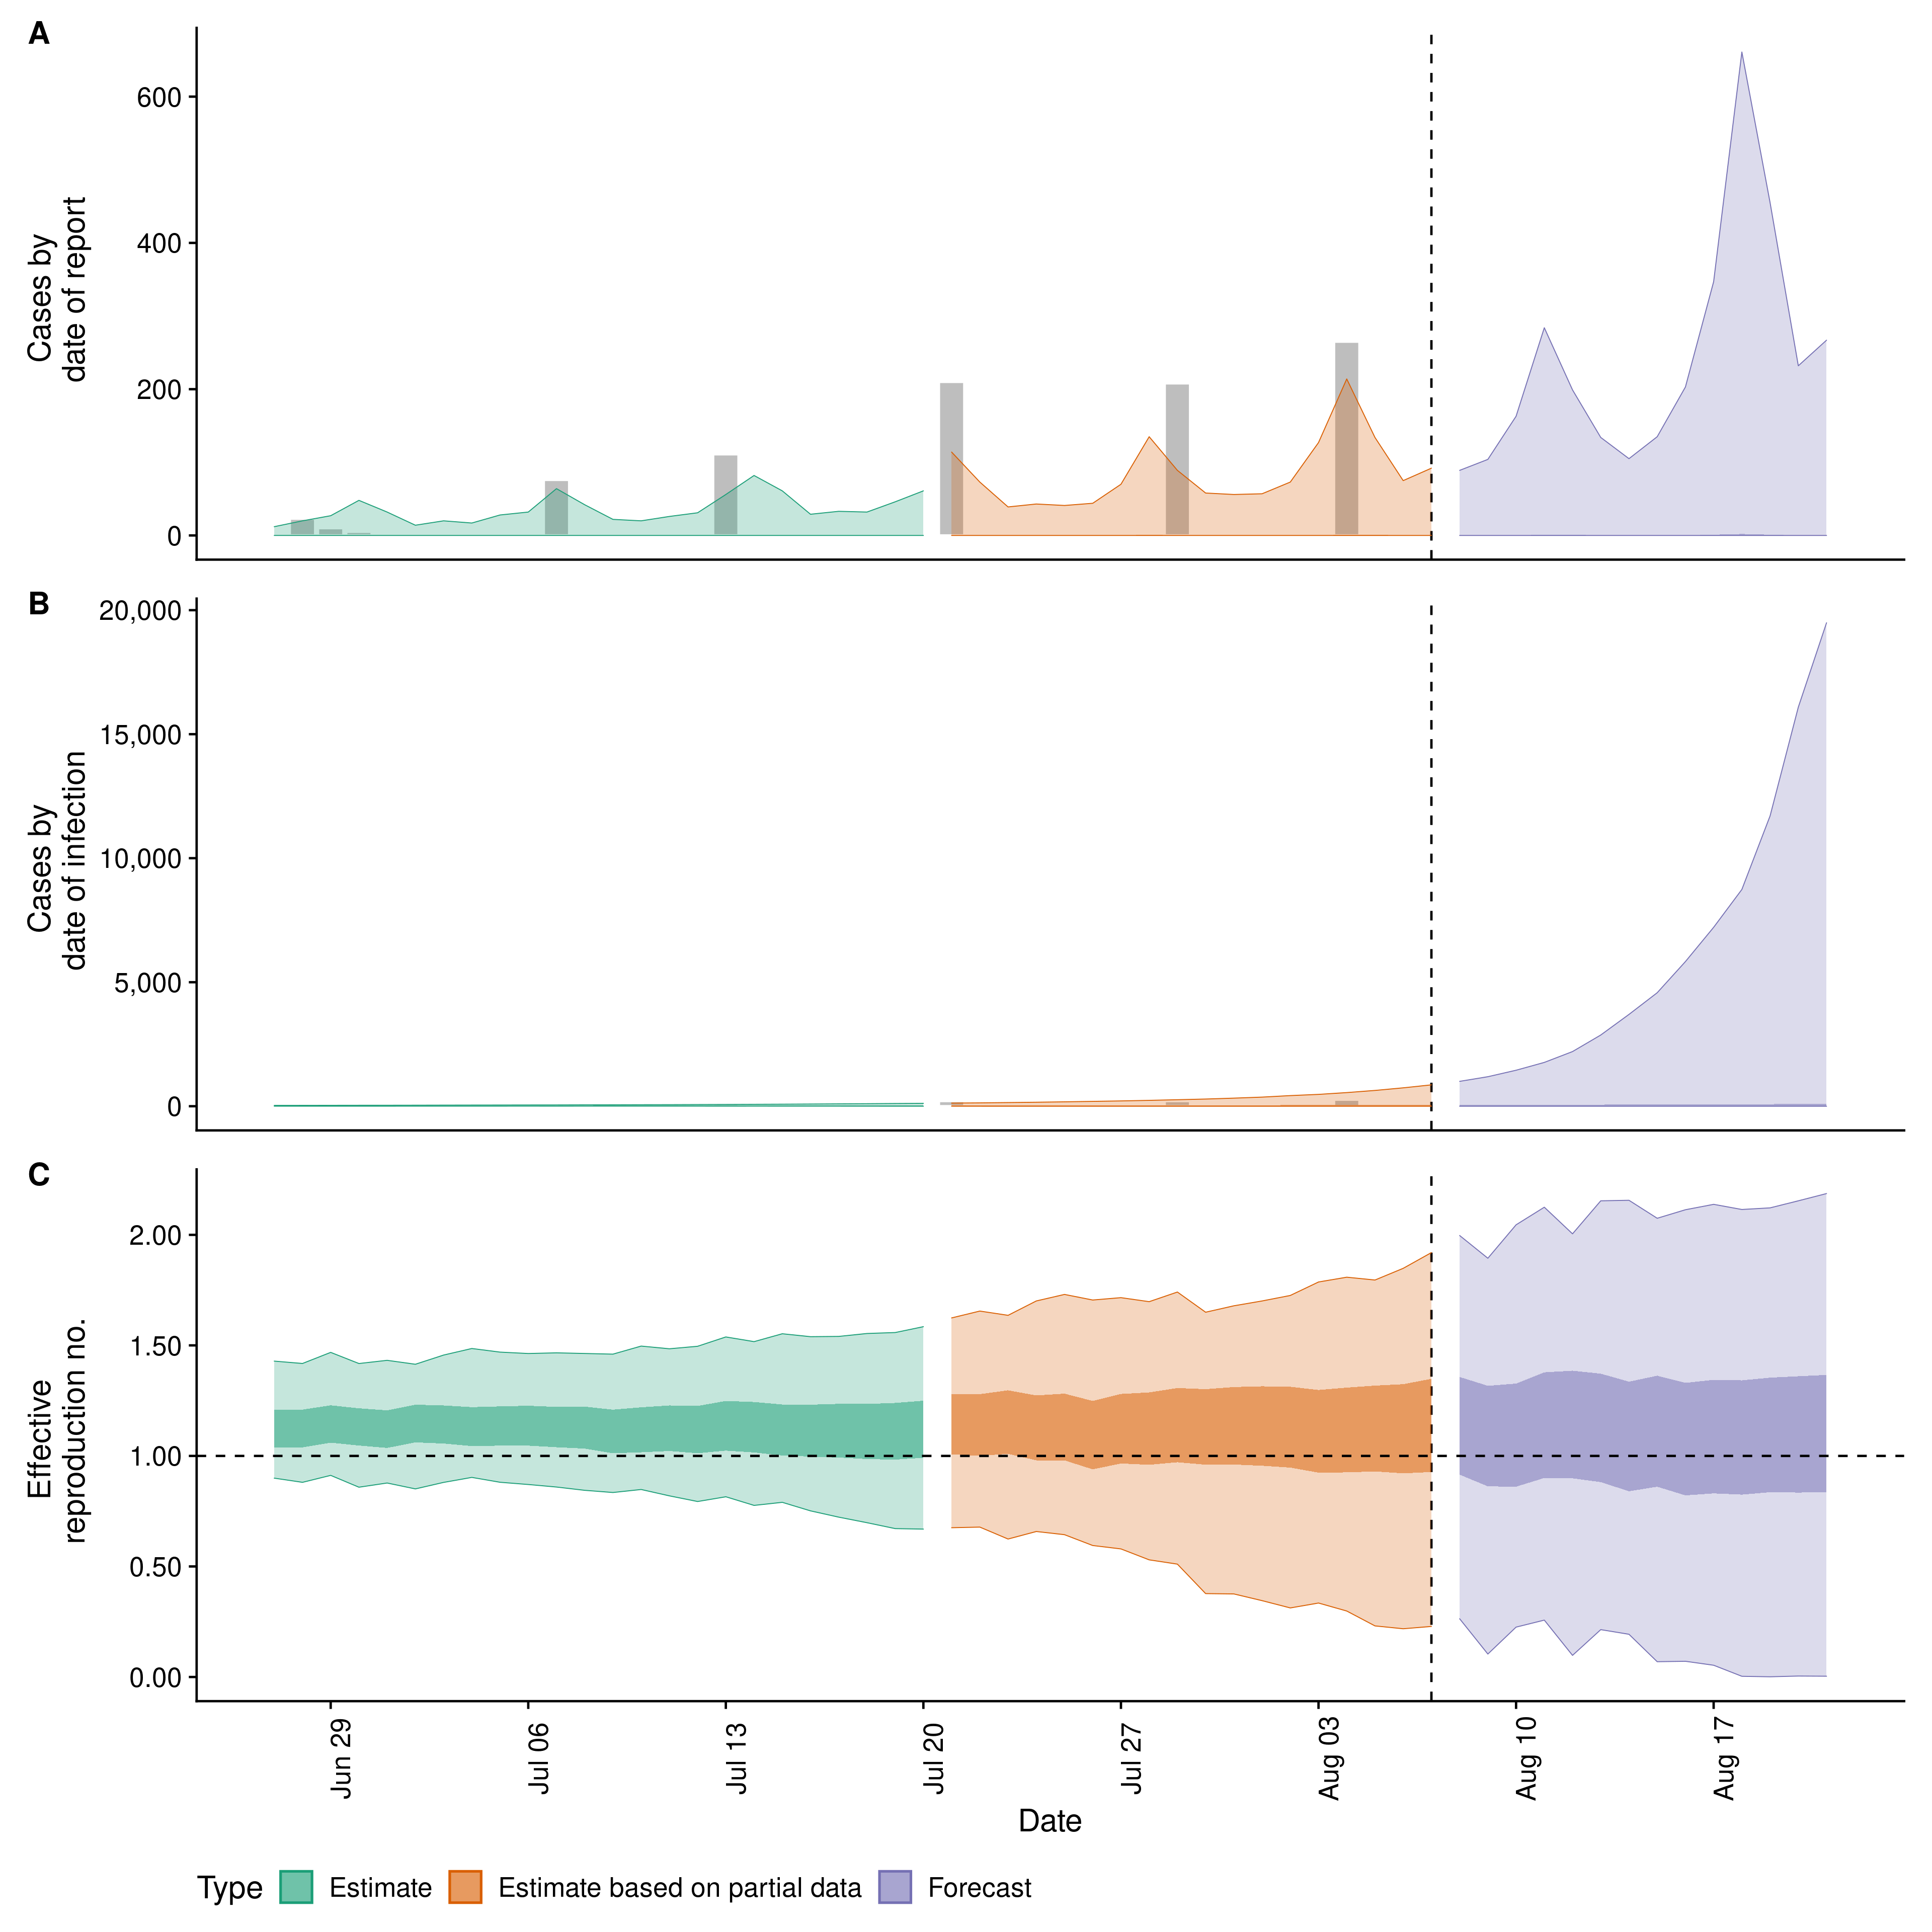 A
Cases by
date of report
600
400
200
0
B
Cases by
date of infection
20,000
15,000
10,000
5,000
0
C
Effective
reproduction no.
2.00
1.50
1.00
0.50
0.00
Jun 29
Jul 06
Jul 13
Jul 20
Jul 27
Aug 03
Aug 10
Aug 17
Date
Type Estimate Estimate based on partial data Forecast